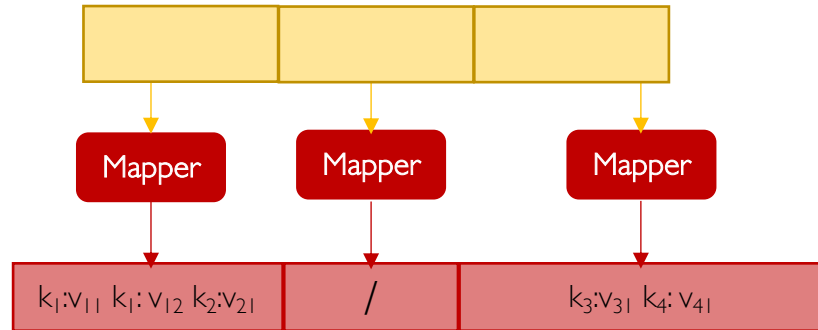 Mapper Mapper Mapper
k₁:v₁₁ k₁: v₁₂ k₂:v₂₁ / k₃:v₃₁ k₄: v₄₁